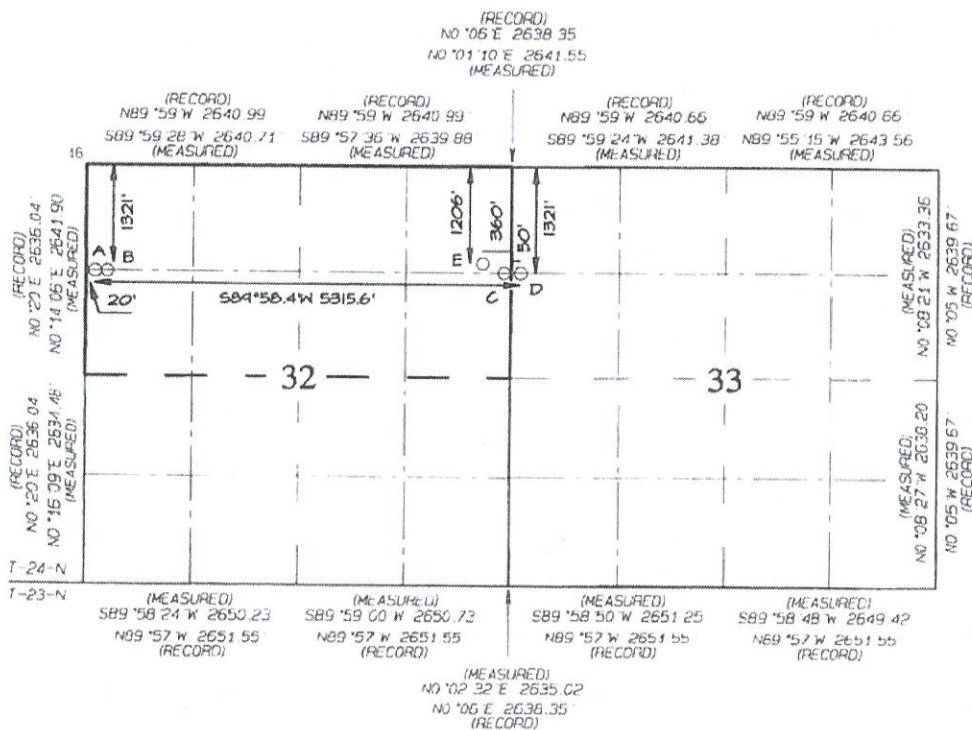 (RECORD)
N0 °06'E 2638.35
N0 °01'10"E 2641.55
(MEASURED)
(RECORD)
N89 °59'W 2640.99
S89 °59'28"W 2640.71'
(MEASURED)
(RECORD)
N89 °59'W 2640.99'
S89 °57'36"W 2639.88
(MEASURED)
(RECORD)
N89 °59'W 2640.66
S89 °59'24"W 2641.38
(MEASURED)
(RECORD)
N89 °59'W 2640.66
N89 °55'15"W 2643.56
(MEASURED)
16
1321'
1206'
360'
50'
1321'
A
B
E
C
D
20'
S89°58.4'W 5315.6'
(RECORD)
N0 °20'E 2636.04'
N0 °14'06"E 2641.90
(MEASURED)
(MEASURED)
N0 °08'21"W 2633.36
N0 °05'W 2639.67
(RECORD)
32
33
(RECORD)
N0 °20'E 2636.04
N0 °16'09"E 2634.48'
(MEASURED)
(MEASURED)
N0 °08'27"W 2638.20
N0 °05'W 2639.67
(RECORD)
T-24-N
T-23-N
(MEASURED)
S89 °58'24"W 2650.23
N89 °57'W 2651.55
(RECORD)
(MEASURED)
S89 °59'00"W 2650.73
N89 °57'W 2651.55
(RECORD)
(MEASURED)
S89 °58'50"W 2651.25
N89 °57'W 2651.55
(RECORD)
(MEASURED)
S89 °58'48"W 2649.42
N89 °57'W 2651.55
(RECORD)
(MEASURED)
N0 °02'32"E 2635.02
N0 °06'E 2638.35'
(RECORD)